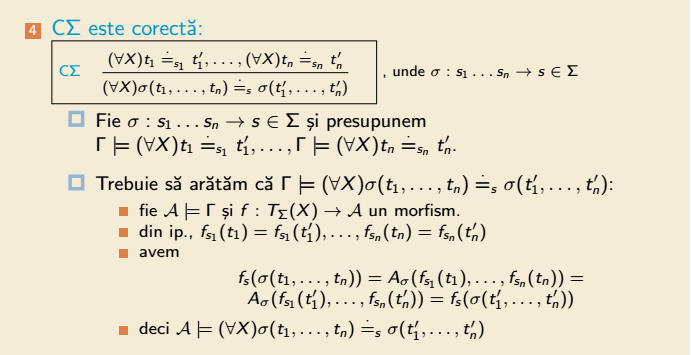 4 CΣ este corectă:
CΣ (∀X)t₁ ≐ₛ₁ t′₁, . . . , (∀X)tₙ ≐ₛₙ t′ₙ
(∀X)σ(t₁, . . . , tₙ) ≐ₛ σ(t′₁, . . . , t′ₙ) , unde σ : s₁ . . . sₙ → s ∈ Σ
Fie σ : s₁ . . . sₙ → s ∈ Σ și presupunem
Γ ⊨ (∀X)t₁ ≐ₛ₁ t′₁, . . . , Γ ⊨ (∀X)tₙ ≐ₛₙ t′ₙ.
Trebuie să arătăm că Γ ⊨ (∀X)σ(t₁, . . . , tₙ) ≐ₛ σ(t′₁, . . . , t′ₙ):
fie 𝒜 ⊨ Γ și f : T_Σ(X) → 𝒜 un morfism.
din ip., fₛ₁(t₁) = fₛ₁(t′₁), . . . , fₛₙ(tₙ) = fₛₙ(t′ₙ)
avem
fₛ(σ(t₁, . . . , tₙ)) = A_σ(fₛ₁(t₁), . . . , fₛₙ(tₙ)) =
A_σ(fₛ₁(t′₁), . . . , fₛₙ(t′ₙ)) = fₛ(σ(t′₁, . . . , t′ₙ))
deci 𝒜 ⊨ (∀X)σ(t₁, . . . , tₙ) ≐ₛ σ(t′₁, . . . , t′ₙ)